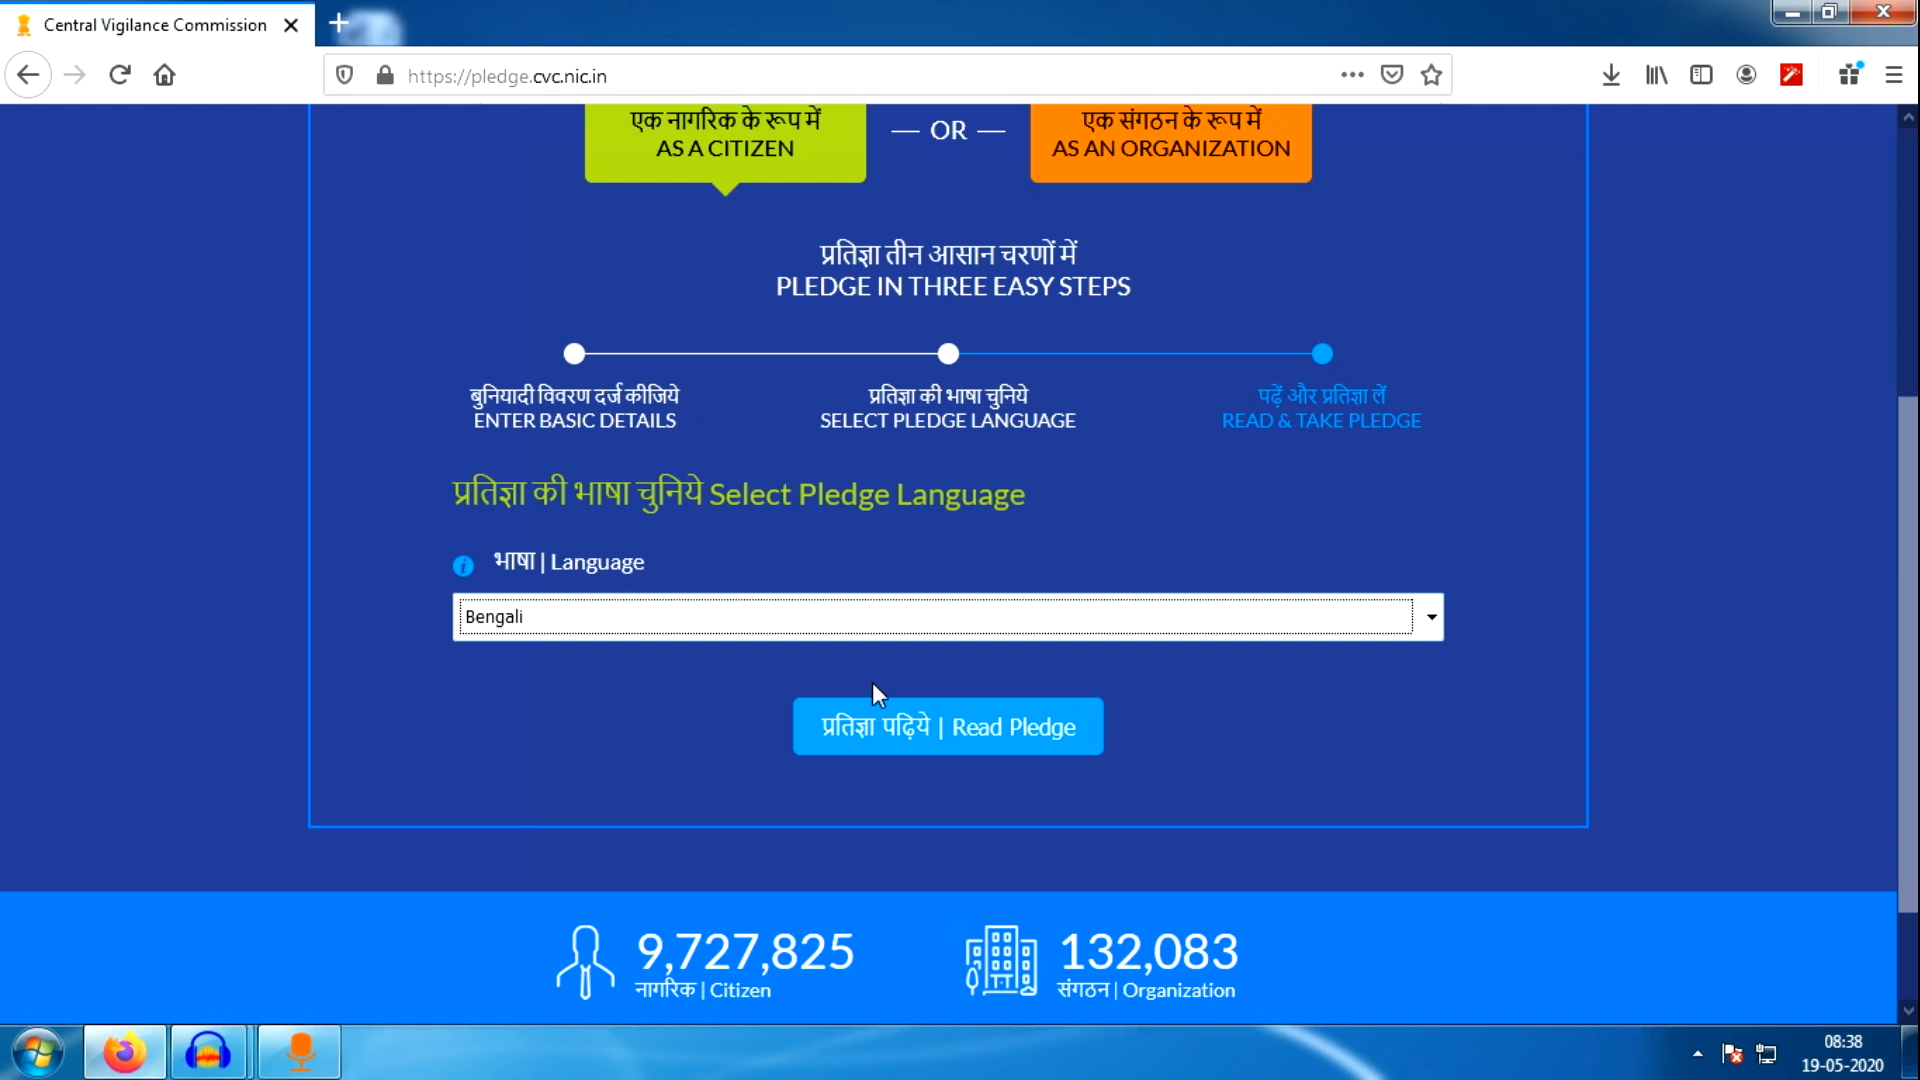 Central Vigilance Commission
https://pledge.cvc.nic.in
एक नागरिक के रूप में
AS A CITIZEN
— OR —
एक संगठन के रूप में
AS AN ORGANIZATION
प्रतिज्ञा तीन आसान चरणों में
PLEDGE IN THREE EASY STEPS
बुनियादी विवरण दर्ज कीजिये
ENTER BASIC DETAILS
प्रतिज्ञा की भाषा चुनिये
SELECT PLEDGE LANGUAGE
पढ़ें और प्रतिज्ञा लें
READ & TAKE PLEDGE
प्रतिज्ञा की भाषा चुनिये Select Pledge Language
भाषा | Language
Bengali
प्रतिज्ञा पढ़िये | Read Pledge
9,727,825
नागरिक | Citizen
132,083
संगठन | Organization
08:38
19-05-2020